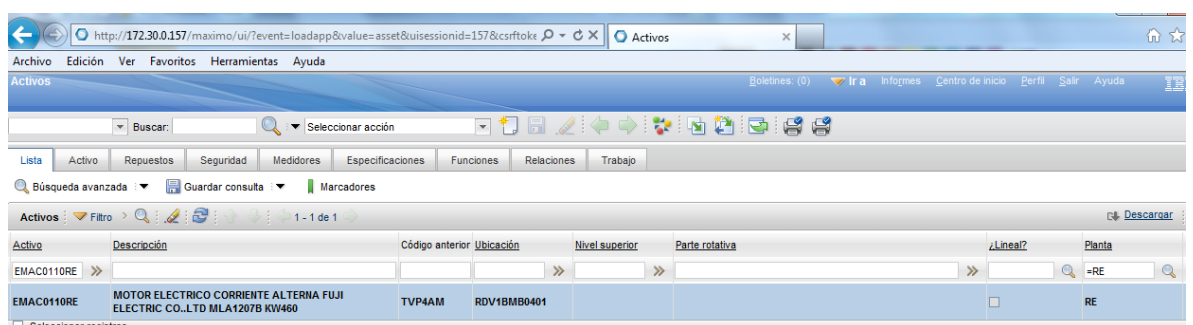 http://172.30.0.157/maximo/ui/?event=loadapp&value=asset&uisessionid=157&csrftoke
Activos
Archivo Edición Ver Favoritos Herramientas Ayuda
Activos Boletines: (0) Ir a Informes Centro de inicio Perfil Salir Ayuda
Buscar: Seleccionar acción
Lista Activo Repuestos Seguridad Medidores Especificaciones Funciones Relaciones Trabajo
Búsqueda avanzada Guardar consulta Marcadores
Activos Filtro 1 - 1 de 1 Descargar
Activo Descripción Código anterior Ubicación Nivel superior Parte rotativa ¿Lineal? Planta
EMAC0110RE =RE
EMAC0110RE MOTOR ELECTRICO CORRIENTE ALTERNA FUJI TVP4AM RDV1BMB0401 RE
ELECTRIC CO..LTD MLA1207B KW460